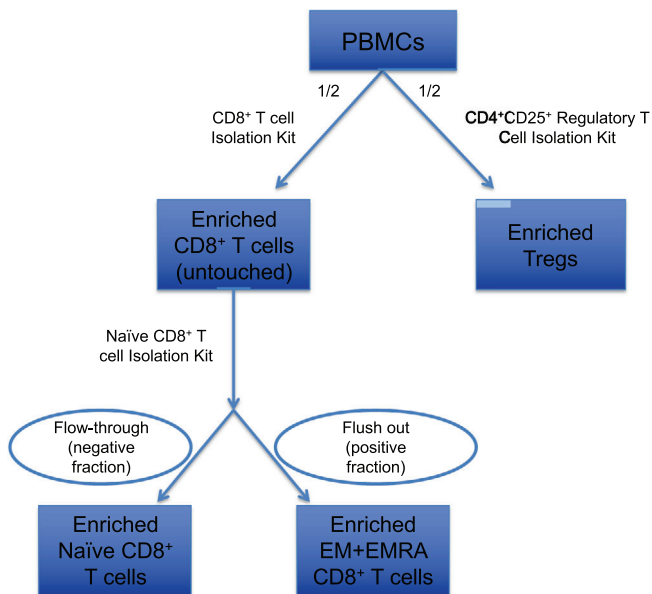 PBMCs
1/2
1/2
CD8⁺ T cell
Isolation Kit
CD4⁺CD25⁺ Regulatory T
Cell Isolation Kit
Enriched
CD8⁺ T cells
(untouched)
Enriched
Tregs
Naïve CD8⁺ T
cell Isolation Kit
Flow-through
(negative
fraction)
Flush out
(positive
fraction)
Enriched
Naïve CD8⁺
T cells
Enriched
EM+EMRA
CD8⁺ T cells